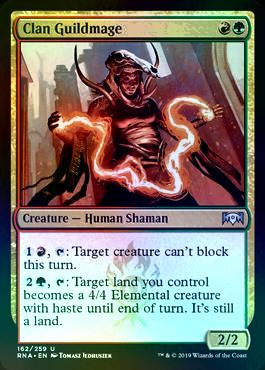 Clan Guildmage
Creature — Human Shaman
1 , : Target creature can't block
this turn.
2 , : Target land you control
becomes a 4/4 Elemental creature
with haste until end of turn. It's still
a land.
162/259 U
RNA • EN Tomasz Jedruszek
2/2
™ & © 2019 Wizards of the Coast